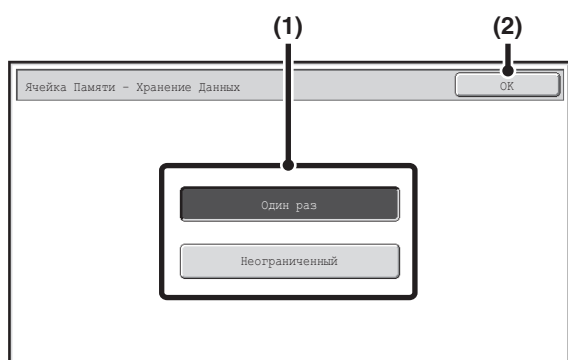 (1)
(2)
Ячейка Памяти - Хранение Данных
OK
Один раз
Неограниченный